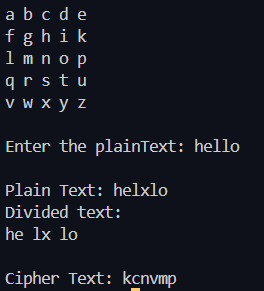 a b c d e
f g h i k
l m n o p
q r s t u
v w x y z
Enter the plainText: hello
Plain Text: helxlo
Divided text:
he lx lo
Cipher Text: kcnvmp